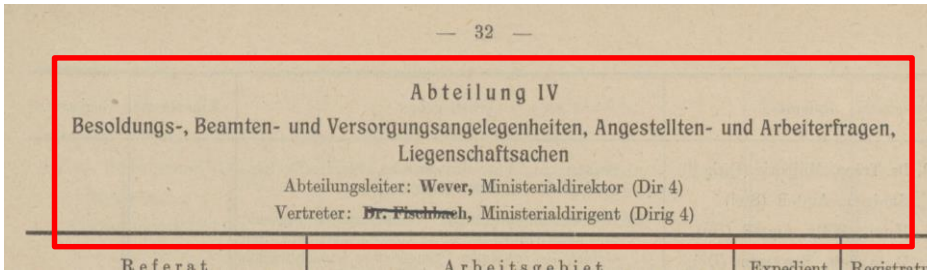 — 32 —
Abteilung IV
Besoldungs-, Beamten- und Versorgungsangelegenheiten, Angestellten- und Arbeiterfragen,
Liegenschaftsachen
Abteilungsleiter: Wever, Ministerialdirektor (Dir 4)
Vertreter: Dr. Fischbach, Ministerialdirigent (Dirig 4)
Referat Arbeitsgebiet Expedient Registratu